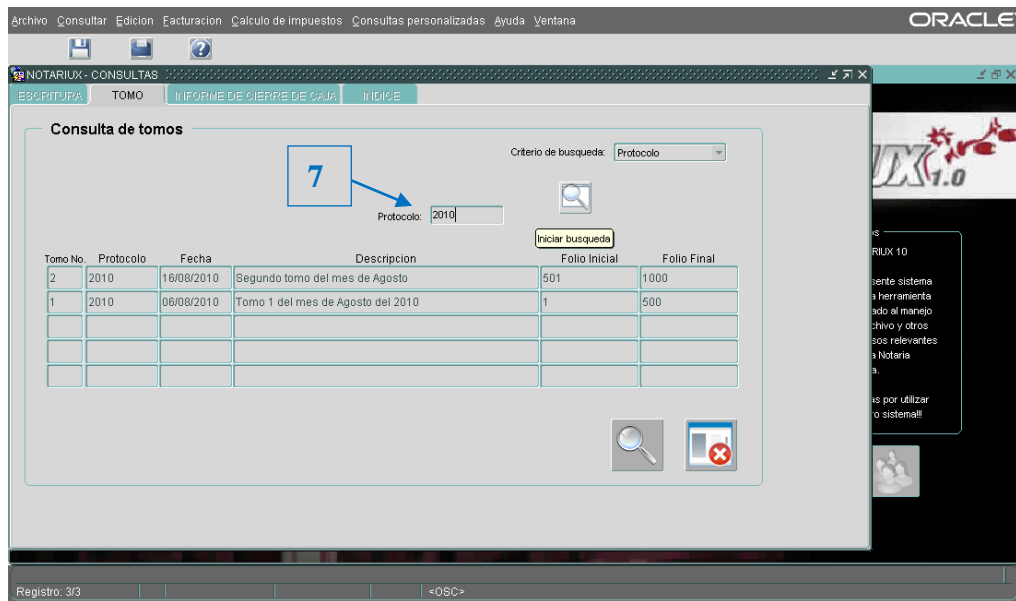 Archivo Consultar Edicion Facturacion Calculo de impuestos Consultas personalizadas Ayuda Ventana
ORACLE
NOTARIUX - CONSULTAS
ESCRITURA TOMO INFORME DE CIERRE DE CAJA INDICE
Consulta de tomos
Criterio de busqueda: Protocolo
7
Protocolo: 2010
Iniciar busqueda
Tomo No. Protocolo Fecha Descripcion Folio Inicial Folio Final
2 2010 16/08/2010 Segundo tomo del mes de Agosto 501 1000
1 2010 06/08/2010 Tomo 1 del mes de Agosto del 2010 1 500
UX 1.0
os
RIUX 10
sente sistema
a herramienta
ado al manejo
chivo y otros
sos relevantes
a Notaria
a.
as por utilizar
ro sistema!!!
Registro: 3/3 <OSC>